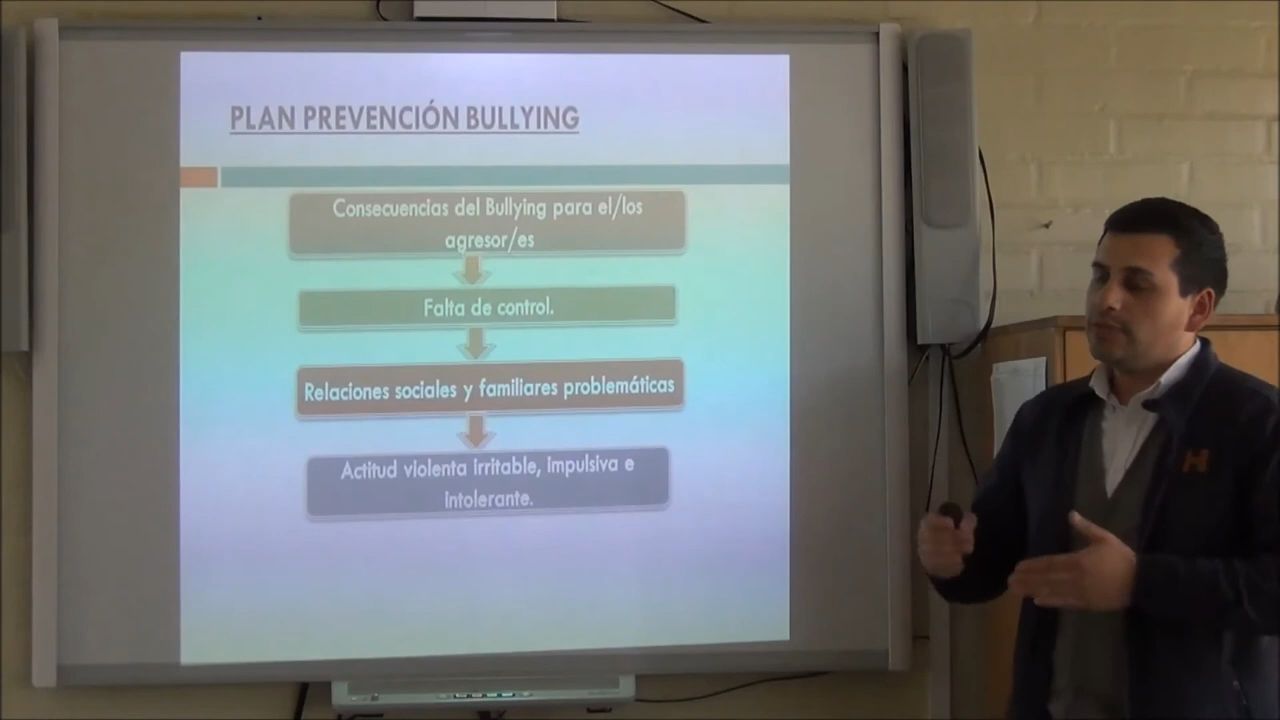 PLAN PREVENCIÓN BULLYING
Consecuencias del Bullying para el/los
agresor/es
Falta de control.
Relaciones sociales y familiares problemáticas
Actitud violenta irritable, impulsiva e
intolerante.
H